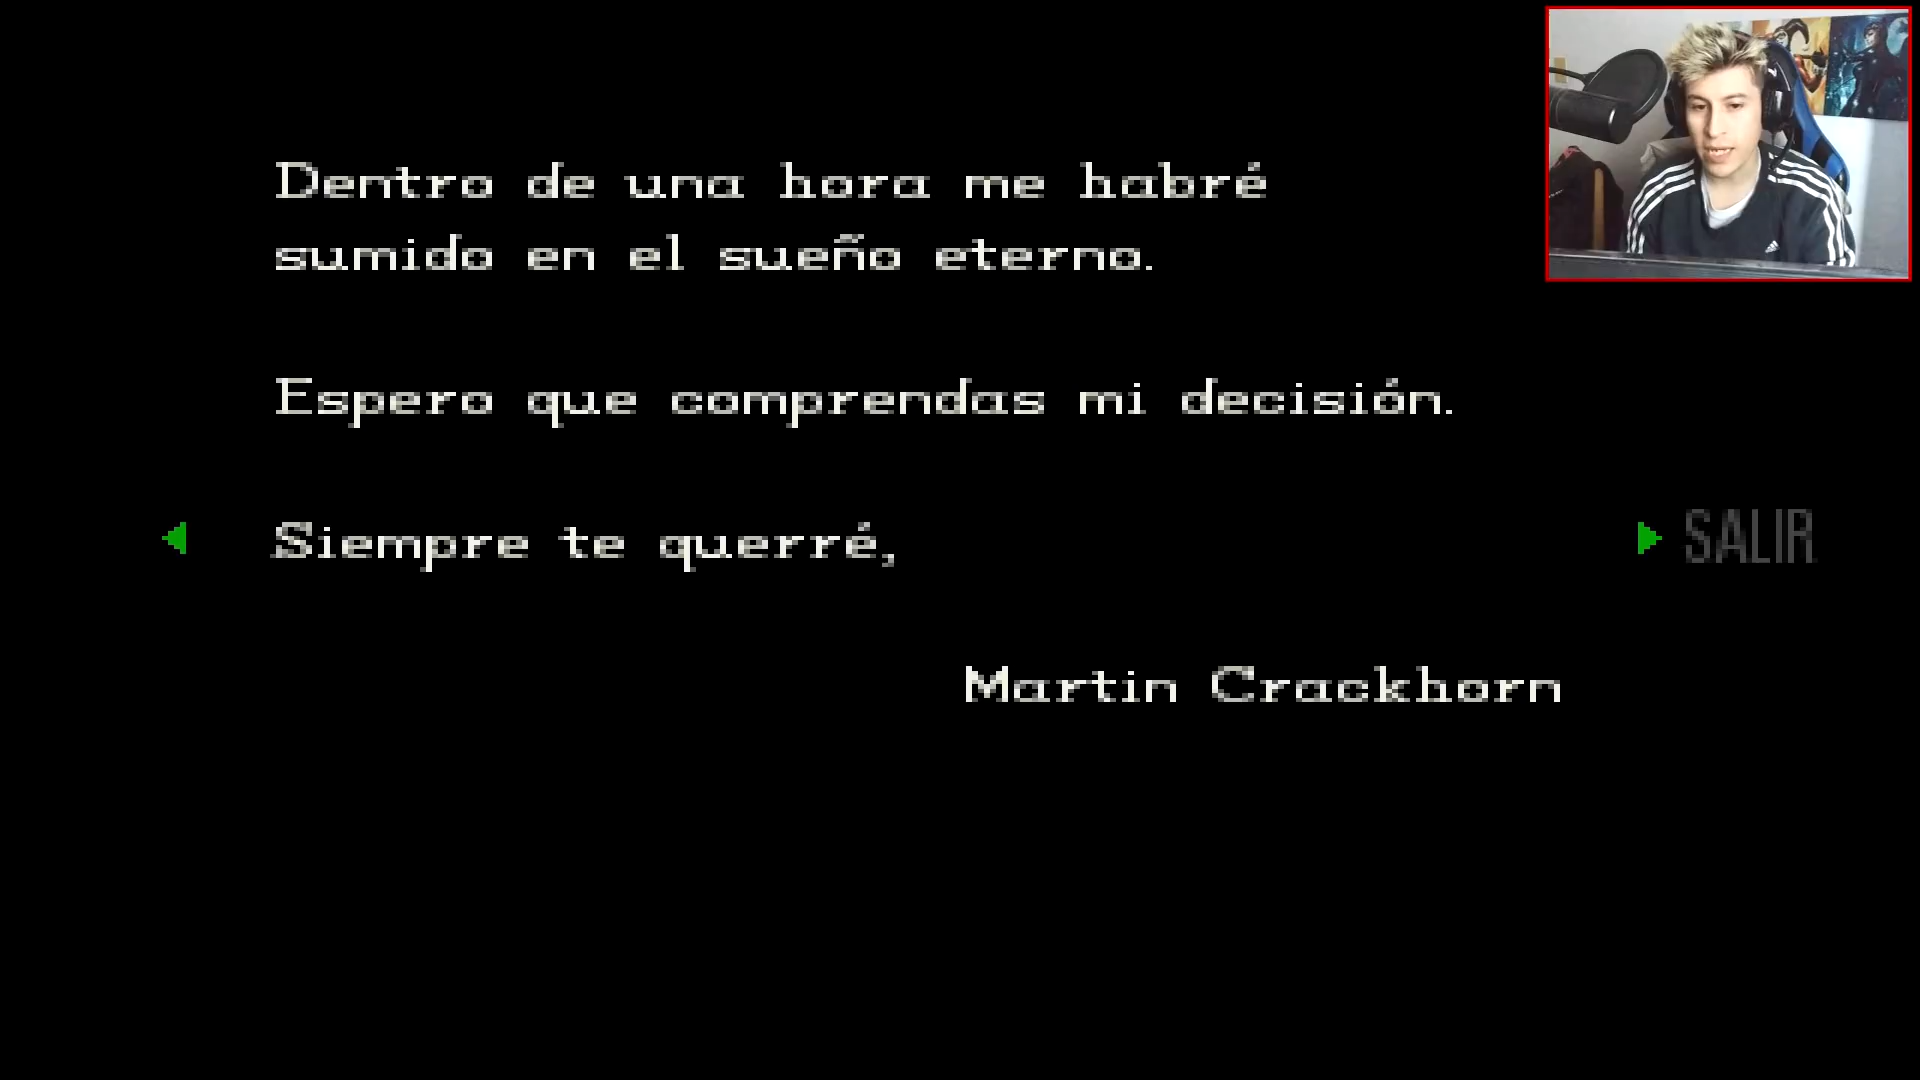 Dentro de una hora me habré
sumido en el sueño eterno.
Espero que comprendas mi decisión.
Siempre te querré,
SALIR
Martin Crackhorn